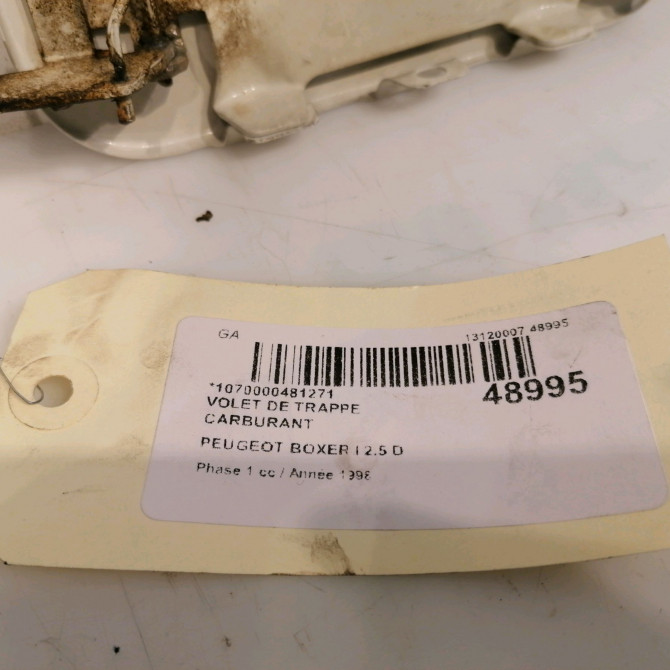 GA
13120007 48995
*1070000481271
48995
VOLET DE TRAPPE
CARBURANT
PEUGEOT BOXER I 2.5 D
Phase 1 cc / Année 1998